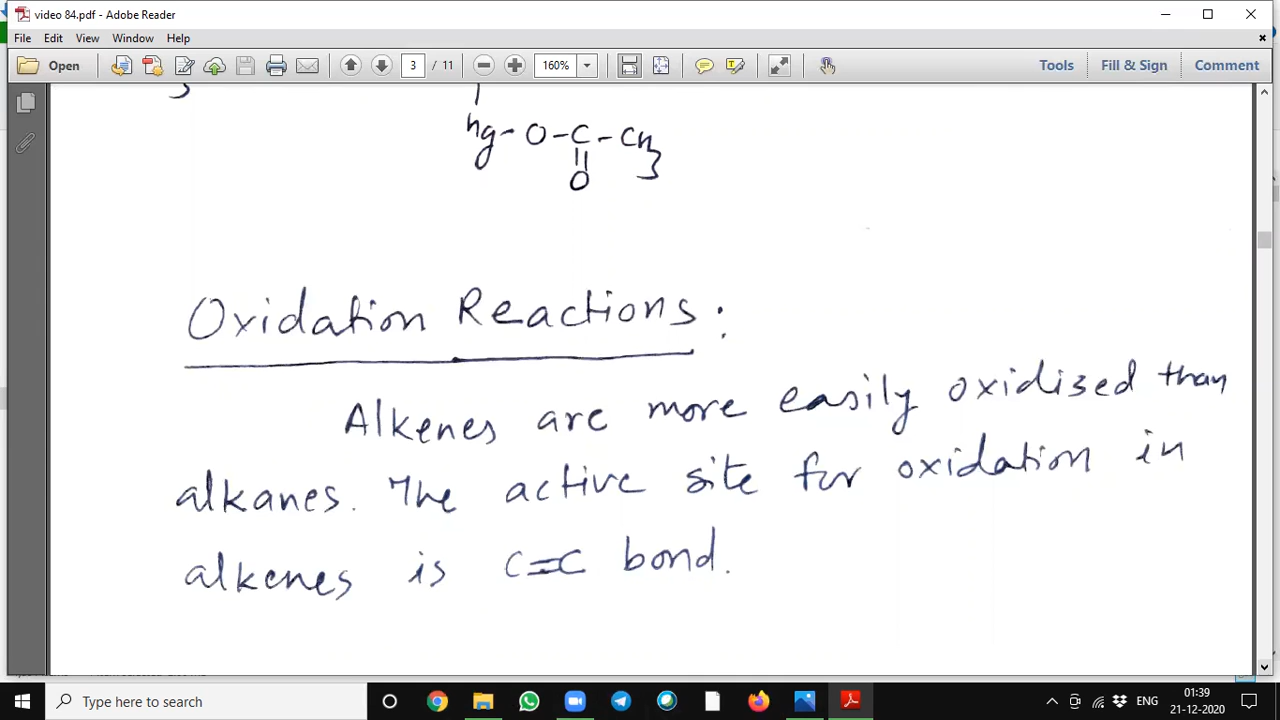 video 84.pdf - Adobe Reader
File Edit View Window Help
Open 3 / 11 160% Tools Fill & Sign Comment
3
Hg - O - C - CH3
O
Oxidation Reactions :
Alkenes are more easily oxidised than
alkanes. The active site for oxidation in
alkenes is C=C bond.
Type here to search
ENG 01:39
21-12-2020